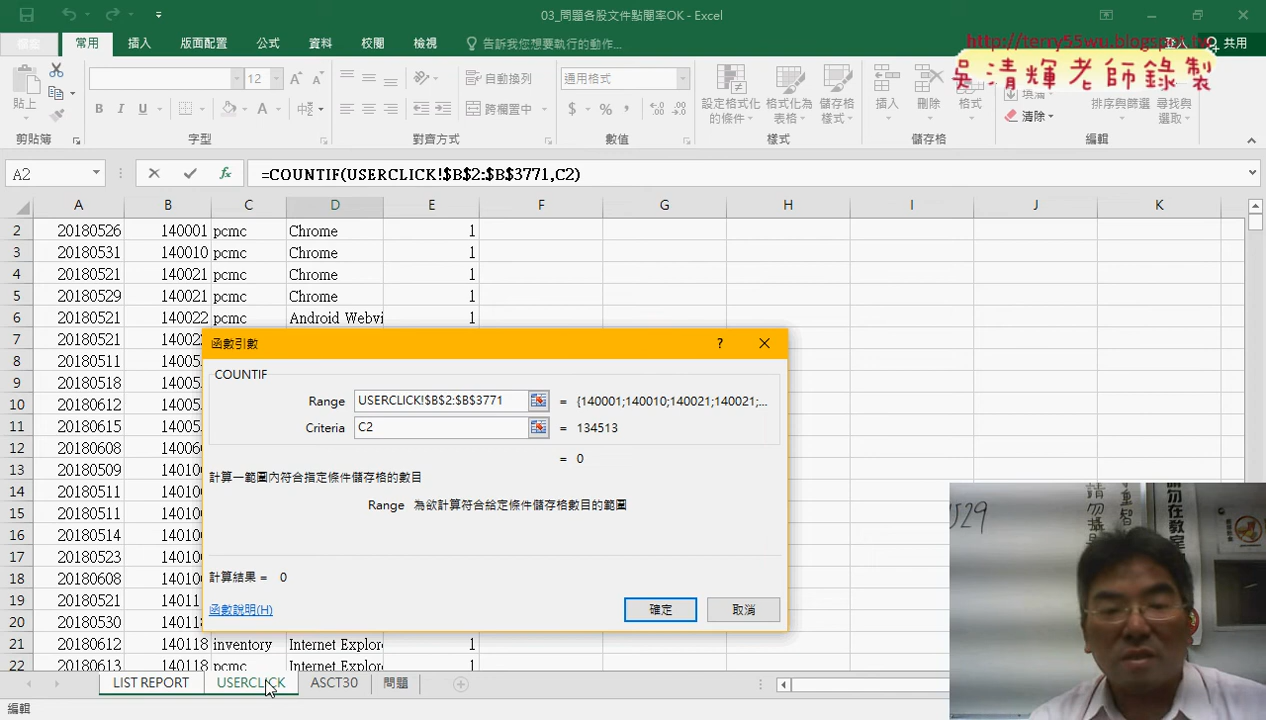 03_問題各股文件點閱率OK - Excel
http://terry55wu.blogspot.tw
吳清輝老師錄製
常用 插入 版面配置 公式 資料 校閱 檢視 告訴我您想要執行的動作... 共用
貼上 12 自動換列 通用格式 設定格式化的條件 格式化為表格 儲存格樣式 插入 刪除 格式 排序與篩選 尋找與選取
B I U 中 跨欄置中 $ % , 清除
剪貼簿 字型 對齊方式 數值 樣式 儲存格 編輯
A2 fx =COUNTIF(USERCLICK!$B$2:$B$3771,C2)
A B C D E F G H I J K
2 20180526 140001 pcmc Chrome 1
3 20180531 140010 pcmc Chrome 1
4 20180521 140021 pcmc Chrome 1
5 20180529 140021 pcmc Chrome 1
6 20180521 140022 pcmc Android Webvi 1
7 20180521
8 20180511
9 20180518
10 20180612
11 20180615
12 20180608
13 20180509
14 20180511
15 20180511
16 20180514
17 20180523
18 20180608
19 20180521
20 20180530
21 20180612 140118 inventory Internet Explore 1
22 20180613 140118 pcmc Internet Explore 1
函數引數 ?
COUNTIF
Range USERCLICK!$B$2:$B$3771 = {140001;140010;140021;140021;...
Criteria C2 = 134513
= 0
計算一範圍內符合指定條件儲存格的數目
Range 為欲計算符合給定條件儲存格數目的範圍
計算結果 = 0
函數說明(H) 確定 取消
LIST REPORT USERCLICK ASCT30 問題
編輯